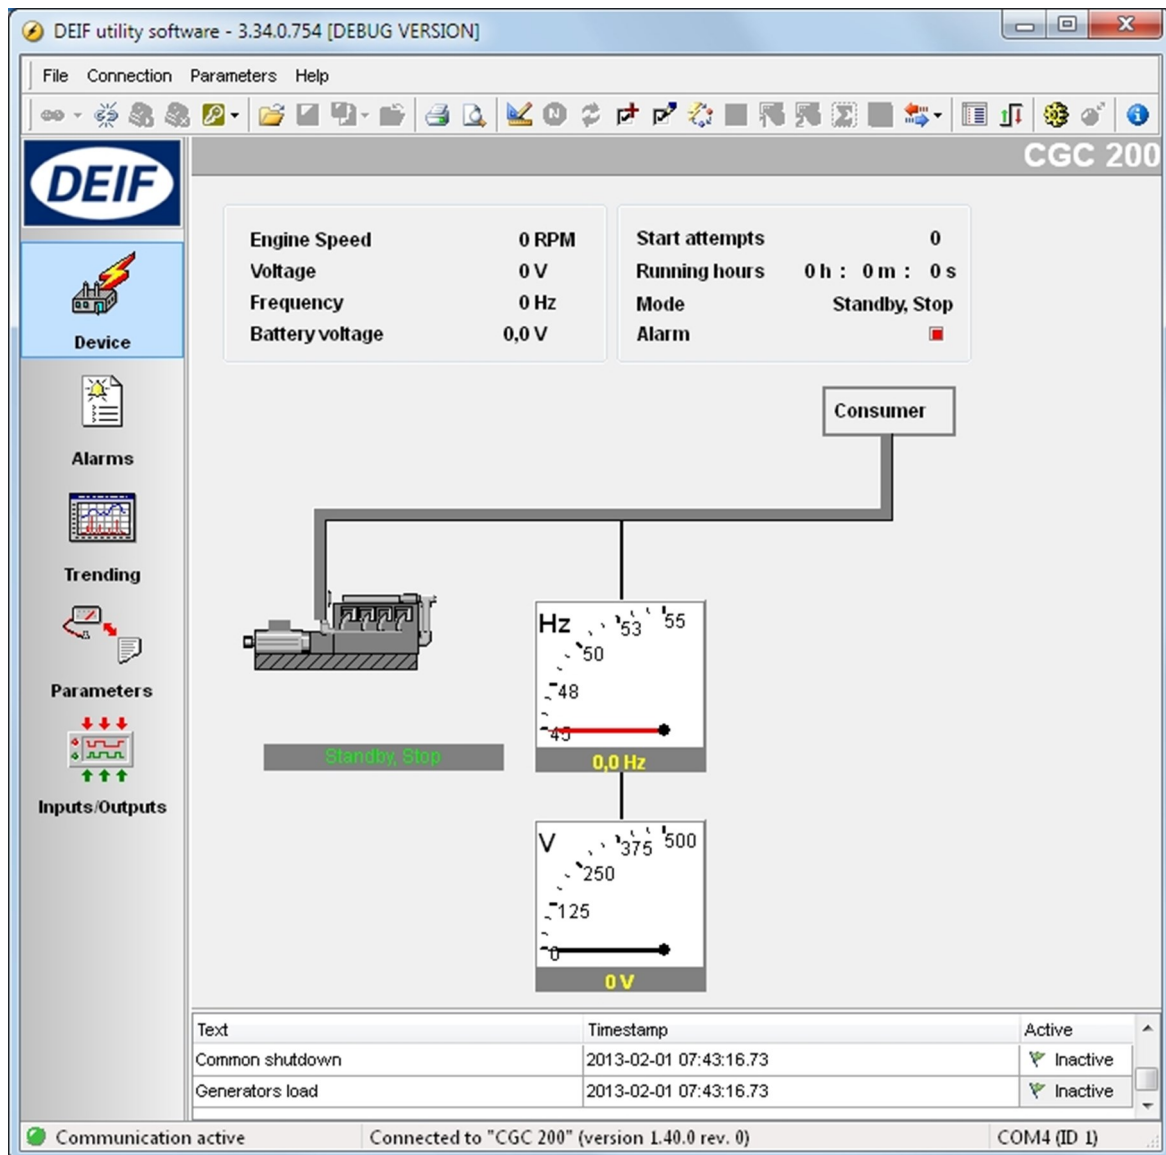 DEIF utility software - 3.34.0.754 [DEBUG VERSION]
File Connection Parameters Help
DEIF
CGC 200
Engine Speed 0 RPM
Voltage 0 V
Frequency 0 Hz
Battery voltage 0,0 V
Start attempts 0
Running hours 0 h : 0 m : 0 s
Mode Standby, Stop
Alarm
Device
Alarms
Trending
Parameters
Inputs/Outputs
Consumer
Standby, Stop
Hz
45
48
50
53
55
0,0 Hz
V
0
125
250
375
500
0 V
Text Timestamp Active
Common shutdown 2013-02-01 07:43:16.73 Inactive
Generators load 2013-02-01 07:43:16.73 Inactive
Communication active Connected to "CGC 200" (version 1.40.0 rev. 0) COM4 (ID 1)